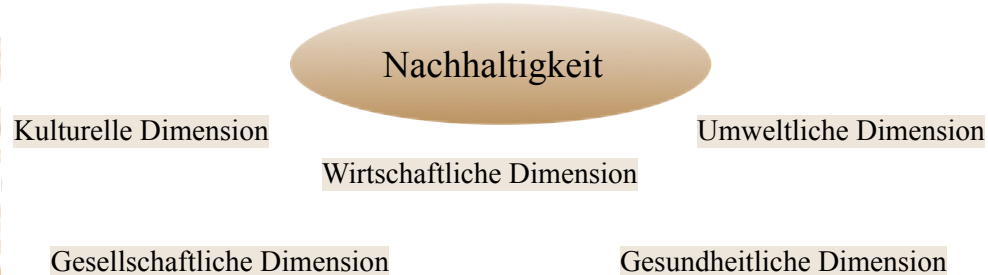 Nachhaltigkeit
Kulturelle Dimension
Umweltliche Dimension
Wirtschaftliche Dimension
Gesellschaftliche Dimension
Gesundheitliche Dimension